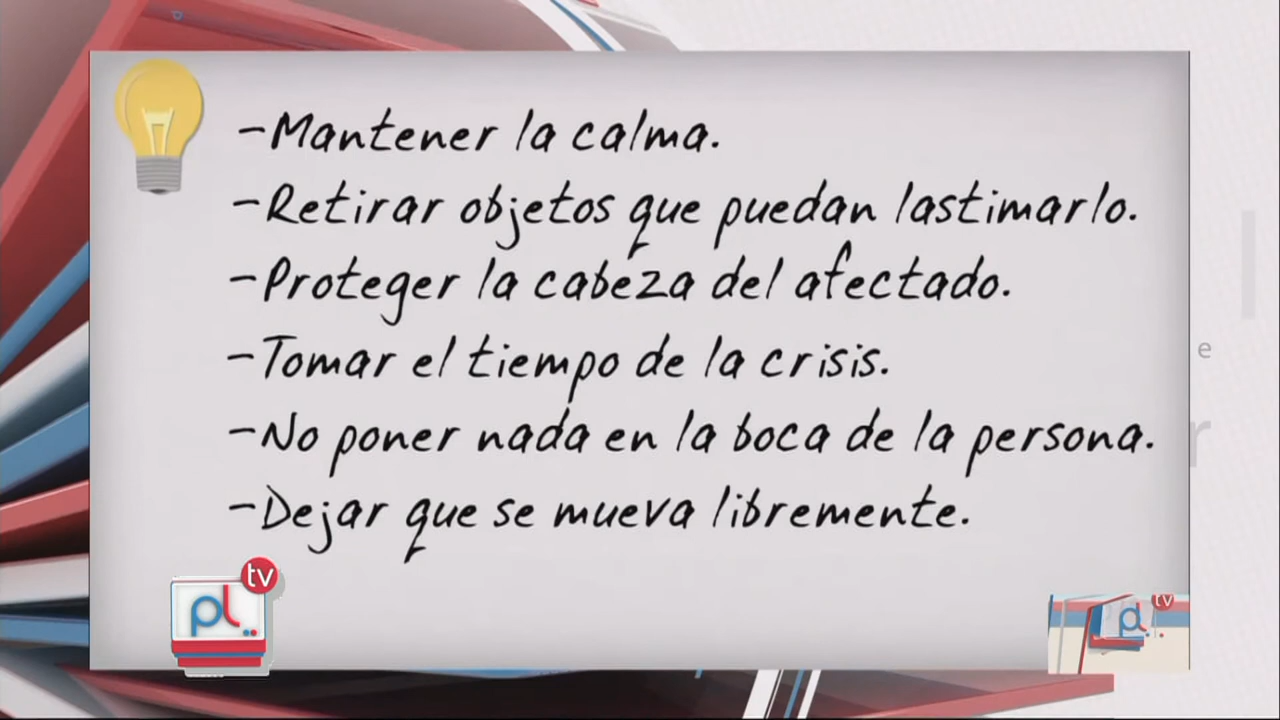 -Mantener la calma.
-Retirar objetos que puedan lastimarlo.
-Proteger la cabeza del afectado.
-Tomar el tiempo de la crisis.
-No poner nada en la boca de la persona.
-Dejar que se mueva libremente.
tv
pl..
tv
pl..
e
r